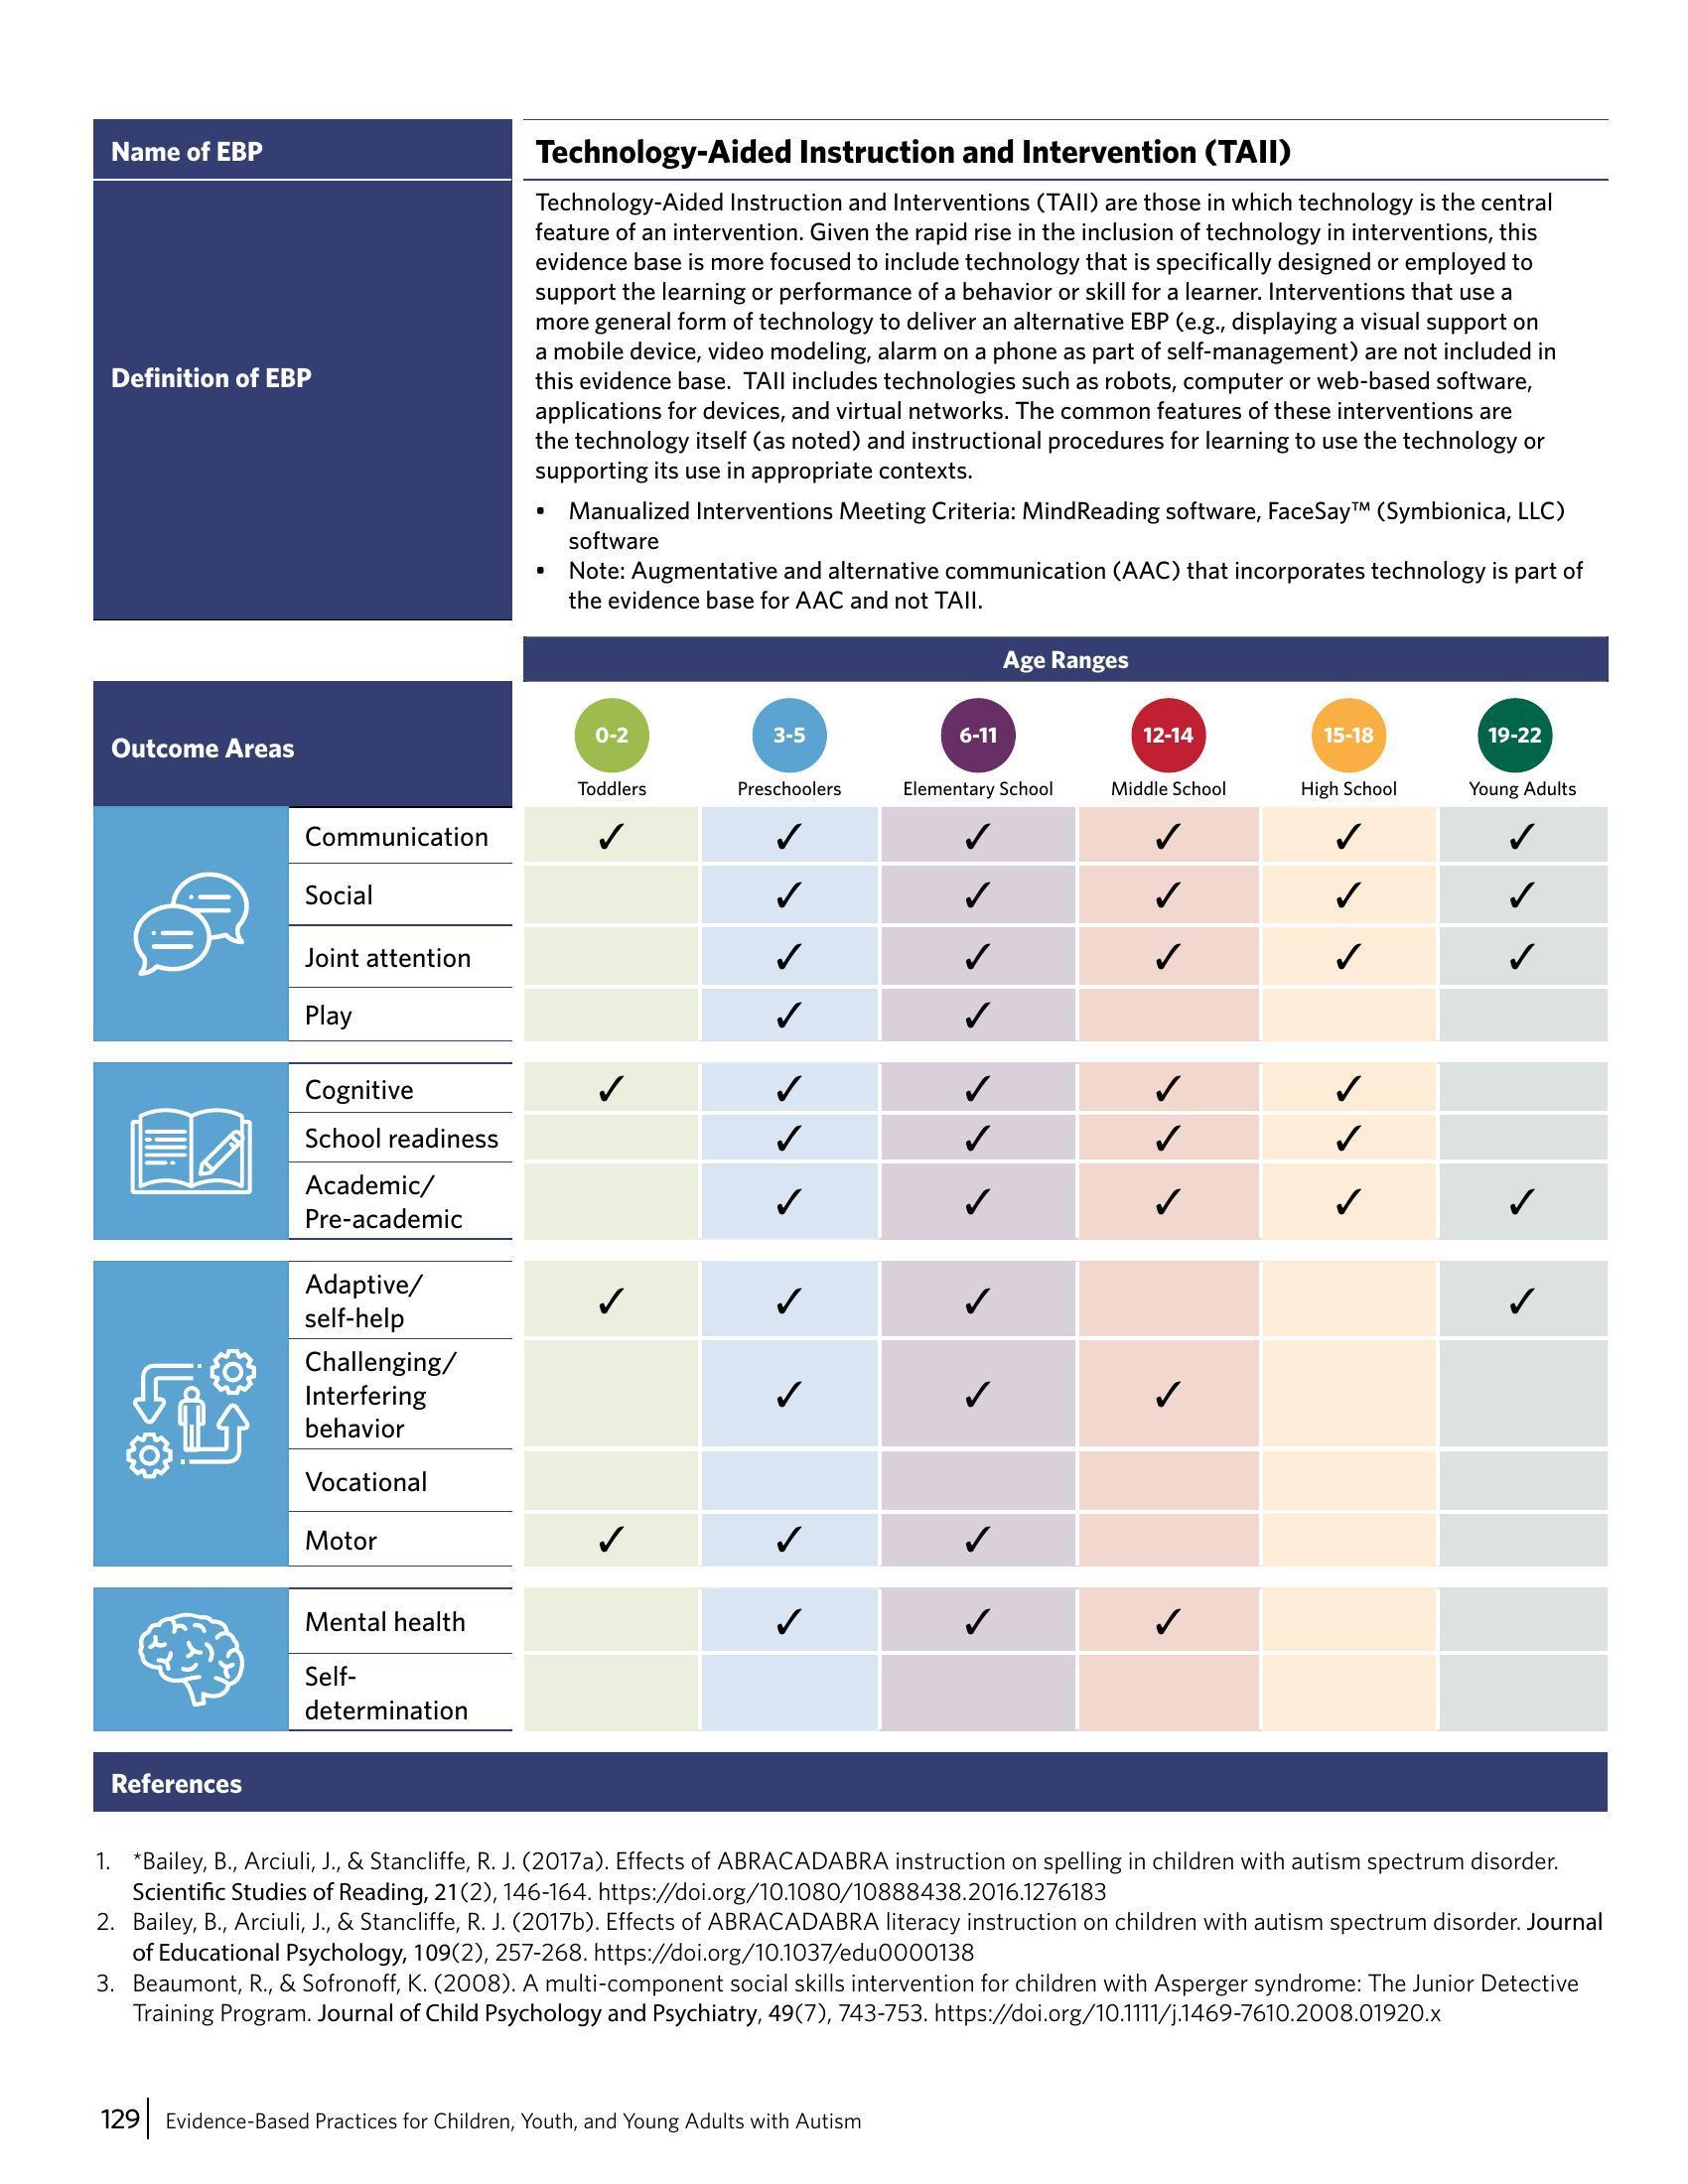 Name of EBP
Technology-Aided Instruction and Intervention (TAII)
Definition of EBP
Technology-Aided Instruction and Interventions (TAII) are those in which technology is the central
feature of an intervention. Given the rapid rise in the inclusion of technology in interventions, this
evidence base is more focused to include technology that is specifically designed or employed to
support the learning or performance of a behavior or skill for a learner. Interventions that use a
more general form of technology to deliver an alternative EBP (e.g., displaying a visual support on
a mobile device, video modeling, alarm on a phone as part of self-management) are not included in
this evidence base.  TAII includes technologies such as robots, computer or web-based software,
applications for devices, and virtual networks. The common features of these interventions are
the technology itself (as noted) and instructional procedures for learning to use the technology or
supporting its use in appropriate contexts.
• Manualized Interventions Meeting Criteria: MindReading software, FaceSay™ (Symbionica, LLC)
software
• Note: Augmentative and alternative communication (AAC) that incorporates technology is part of
the evidence base for AAC and not TAII.
Age Ranges
Outcome Areas
0-2 3-5 6-11 12-14 15-18 19-22
Toddlers Preschoolers Elementary School Middle School High School Young Adults
Communication ✓ ✓ ✓ ✓ ✓ ✓
Social ✓ ✓ ✓ ✓ ✓
Joint attention ✓ ✓ ✓ ✓ ✓
Play ✓ ✓
Cognitive ✓ ✓ ✓ ✓ ✓
School readiness ✓ ✓ ✓ ✓
Academic/
Pre-academic ✓ ✓ ✓ ✓ ✓
Adaptive/
self-help ✓ ✓ ✓ ✓
Challenging/
Interfering ✓ ✓ ✓
behavior
Vocational
Motor ✓ ✓ ✓
Mental health ✓ ✓ ✓
Self-
determination
References
1. *Bailey, B., Arciuli, J., & Stancliffe, R. J. (2017a). Effects of ABRACADABRA instruction on spelling in children with autism spectrum disorder.
Scientific Studies of Reading, 21(2), 146-164. https://doi.org/10.1080/10888438.2016.1276183
2. Bailey, B., Arciuli, J., & Stancliffe, R. J. (2017b). Effects of ABRACADABRA literacy instruction on children with autism spectrum disorder. Journal
of Educational Psychology, 109(2), 257-268. https://doi.org/10.1037/edu0000138
3. Beaumont, R., & Sofronoff, K. (2008). A multi-component social skills intervention for children with Asperger syndrome: The Junior Detective
Training Program. Journal of Child Psychology and Psychiatry, 49(7), 743-753. https://doi.org/10.1111/j.1469-7610.2008.01920.x
129 Evidence-Based Practices for Children, Youth, and Young Adults with Autism